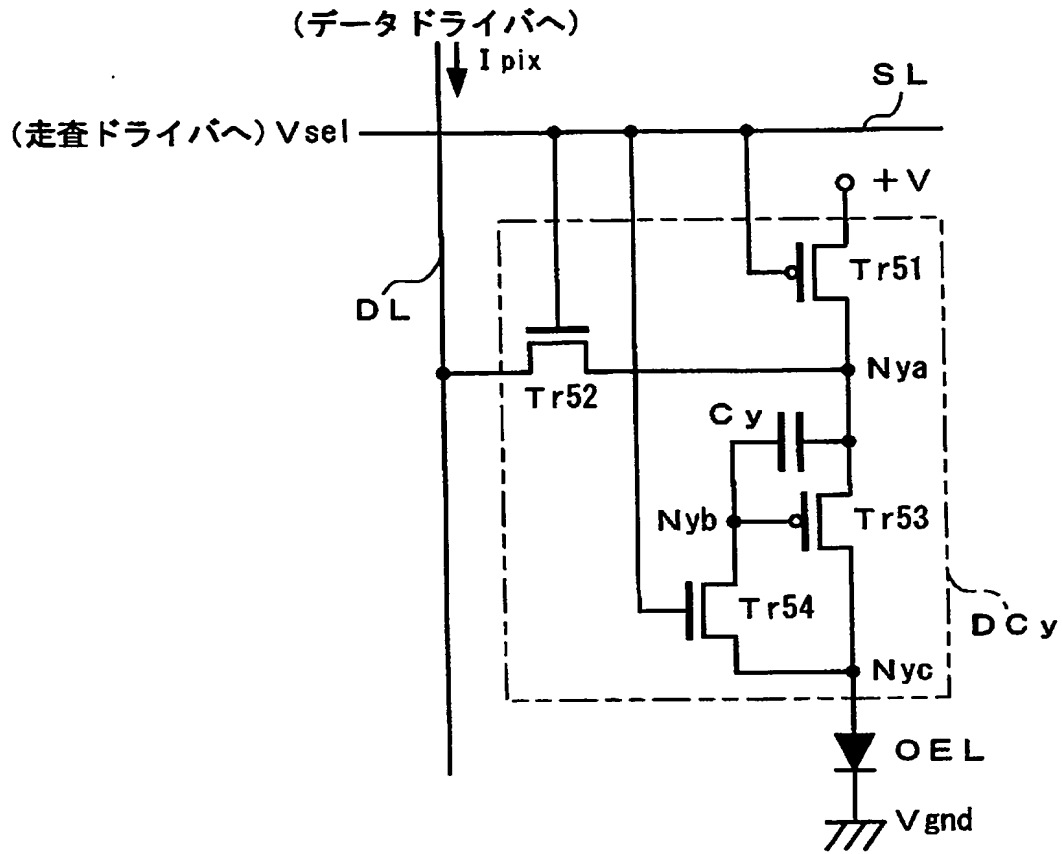 (データドライバへ)
Ipix
SL
(走査ドライバへ) Vsel
+V
Tr51
DL
Nya
Tr52
Cy
Nyb
Tr53
Tr54
DCy
Nyc
OEL
Vgnd